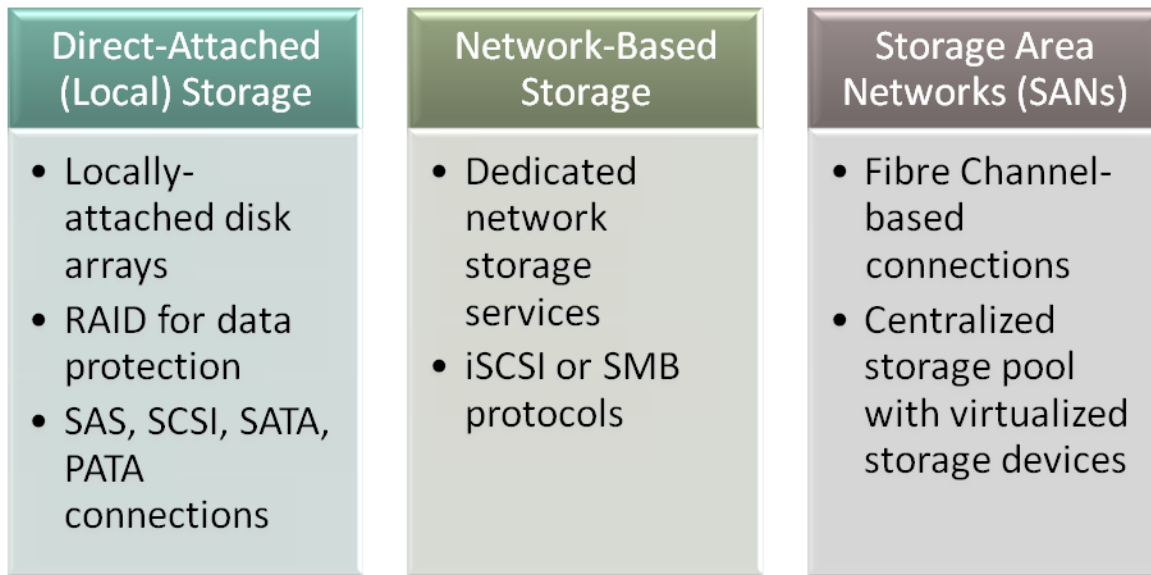 Direct-Attached
(Local) Storage
• Locally-
attached disk
arrays
• RAID for data
protection
• SAS, SCSI, SATA,
PATA
connections
Network-Based
Storage
• Dedicated
network
storage
services
• iSCSI or SMB
protocols
Storage Area
Networks (SANs)
• Fibre Channel-
based
connections
• Centralized
storage pool
with virtualized
storage devices